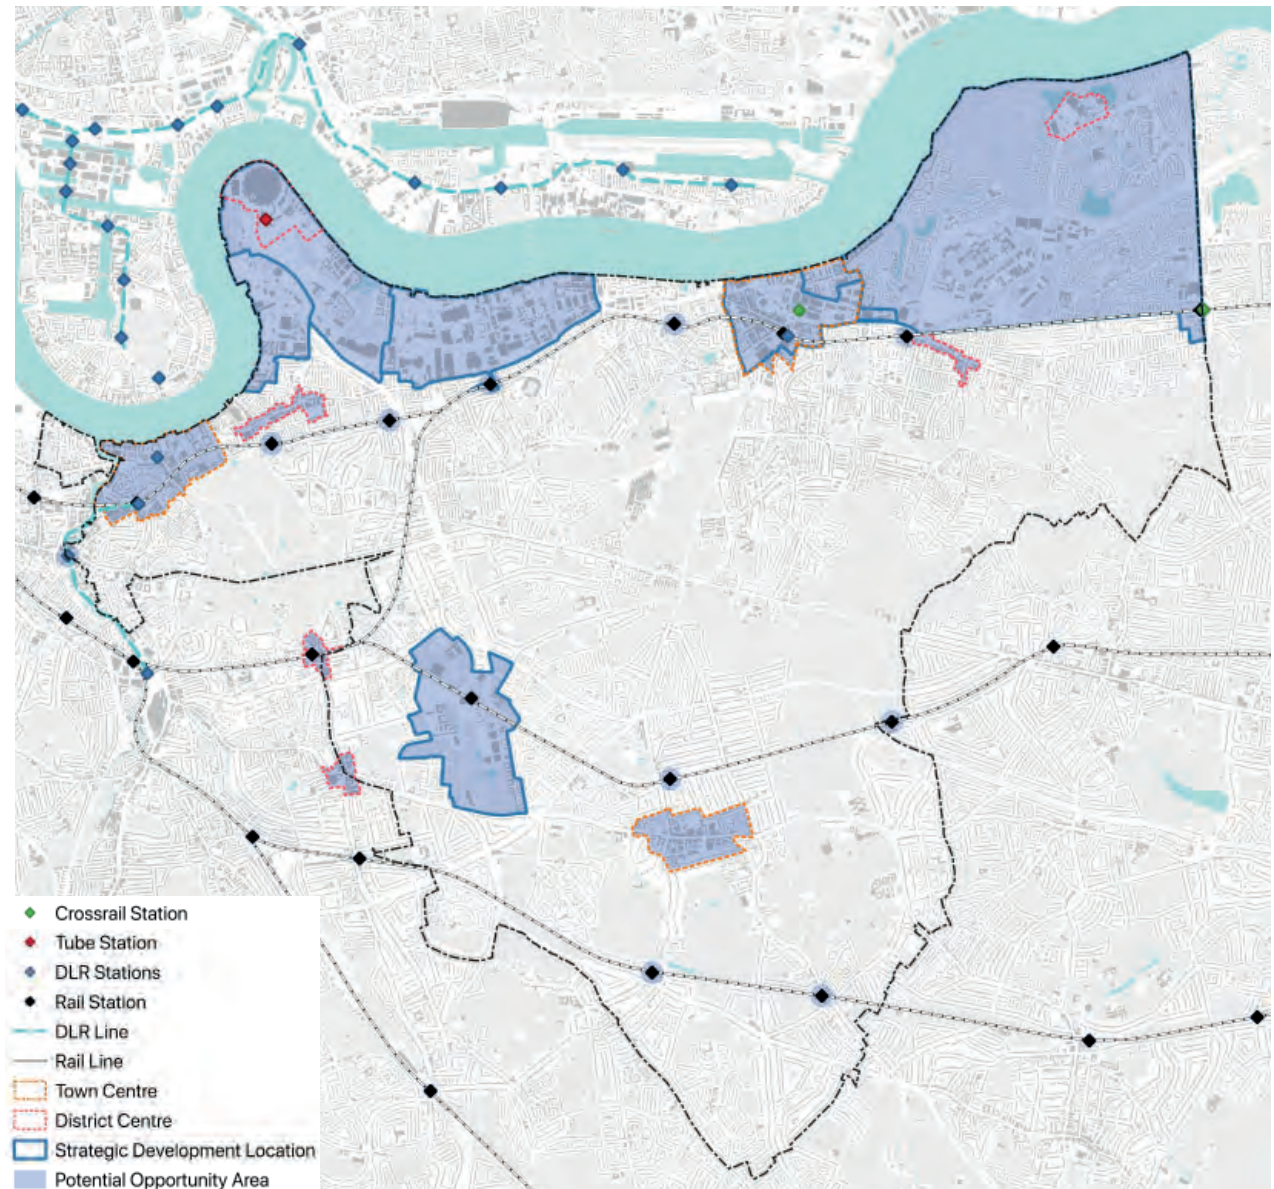 Crossrail Station
Tube Station
DLR Stations
Rail Station
DLR Line
Rail Line
Town Centre
District Centre
Strategic Development Location
Potential Opportunity Area